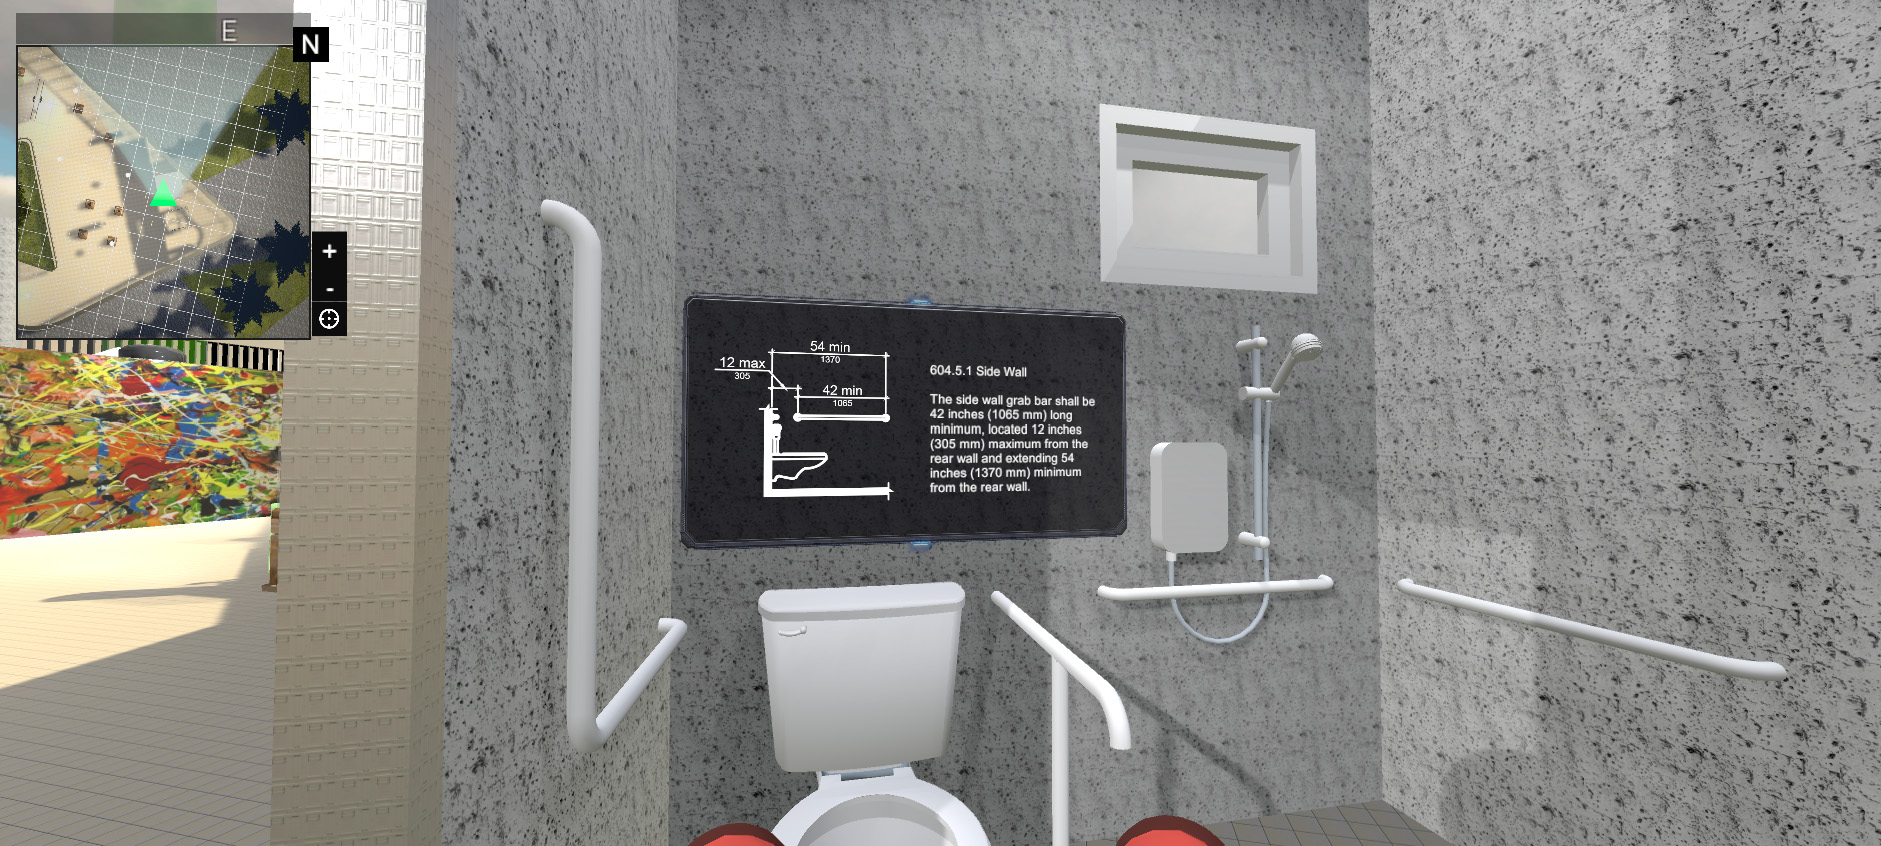 E
N
+
-
54 min
1370
12 max
305
42 min
1065
604.5.1 Side Wall
The side wall grab bar shall be
42 inches (1065 mm) long
minimum, located 12 inches
(305 mm) maximum from the
rear wall and extending 54
inches (1370 mm) minimum
from the rear wall.